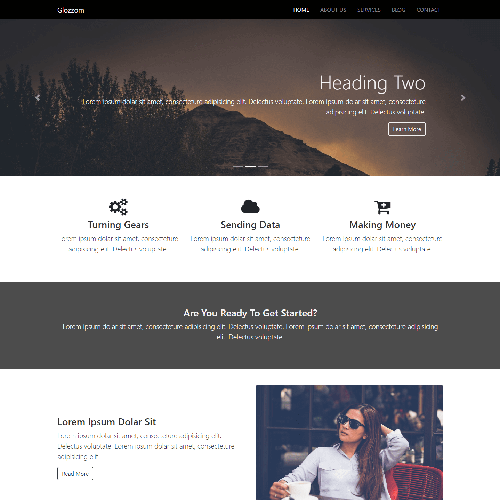 Glozzom
HOME ABOUT US SERVICES BLOG CONTACT
Heading Two
Lorem ipsum dolor sit amet, consectetur adipisicing elit. Delectus voluptate. Lorem ipsum dolor sit amet, consectetur
adipisicing elit. Delectus voluptate.
Learn More
Turning Gears
Lorem ipsum dolor sit amet, consectetur
adipisicing elit. Delectus voluptate.
Sending Data
Lorem ipsum dolor sit amet, consectetur
adipisicing elit. Delectus voluptate.
Making Money
Lorem ipsum dolor sit amet, consectetur
adipisicing elit. Delectus voluptate.
Are You Ready To Get Started?
Lorem ipsum dolor sit amet, consectetur adipisicing elit. Delectus voluptate. Lorem ipsum dolor sit amet, consectetur adipisicing
elit. Delectus voluptate.
Lorem Ipsum Dolor Sit
Lorem ipsum dolor sit amet, consectetur adipisicing
elit. Delectus voluptate. Lorem ipsum dolor sit amet, consectetur
adipisicing elit.
Read More